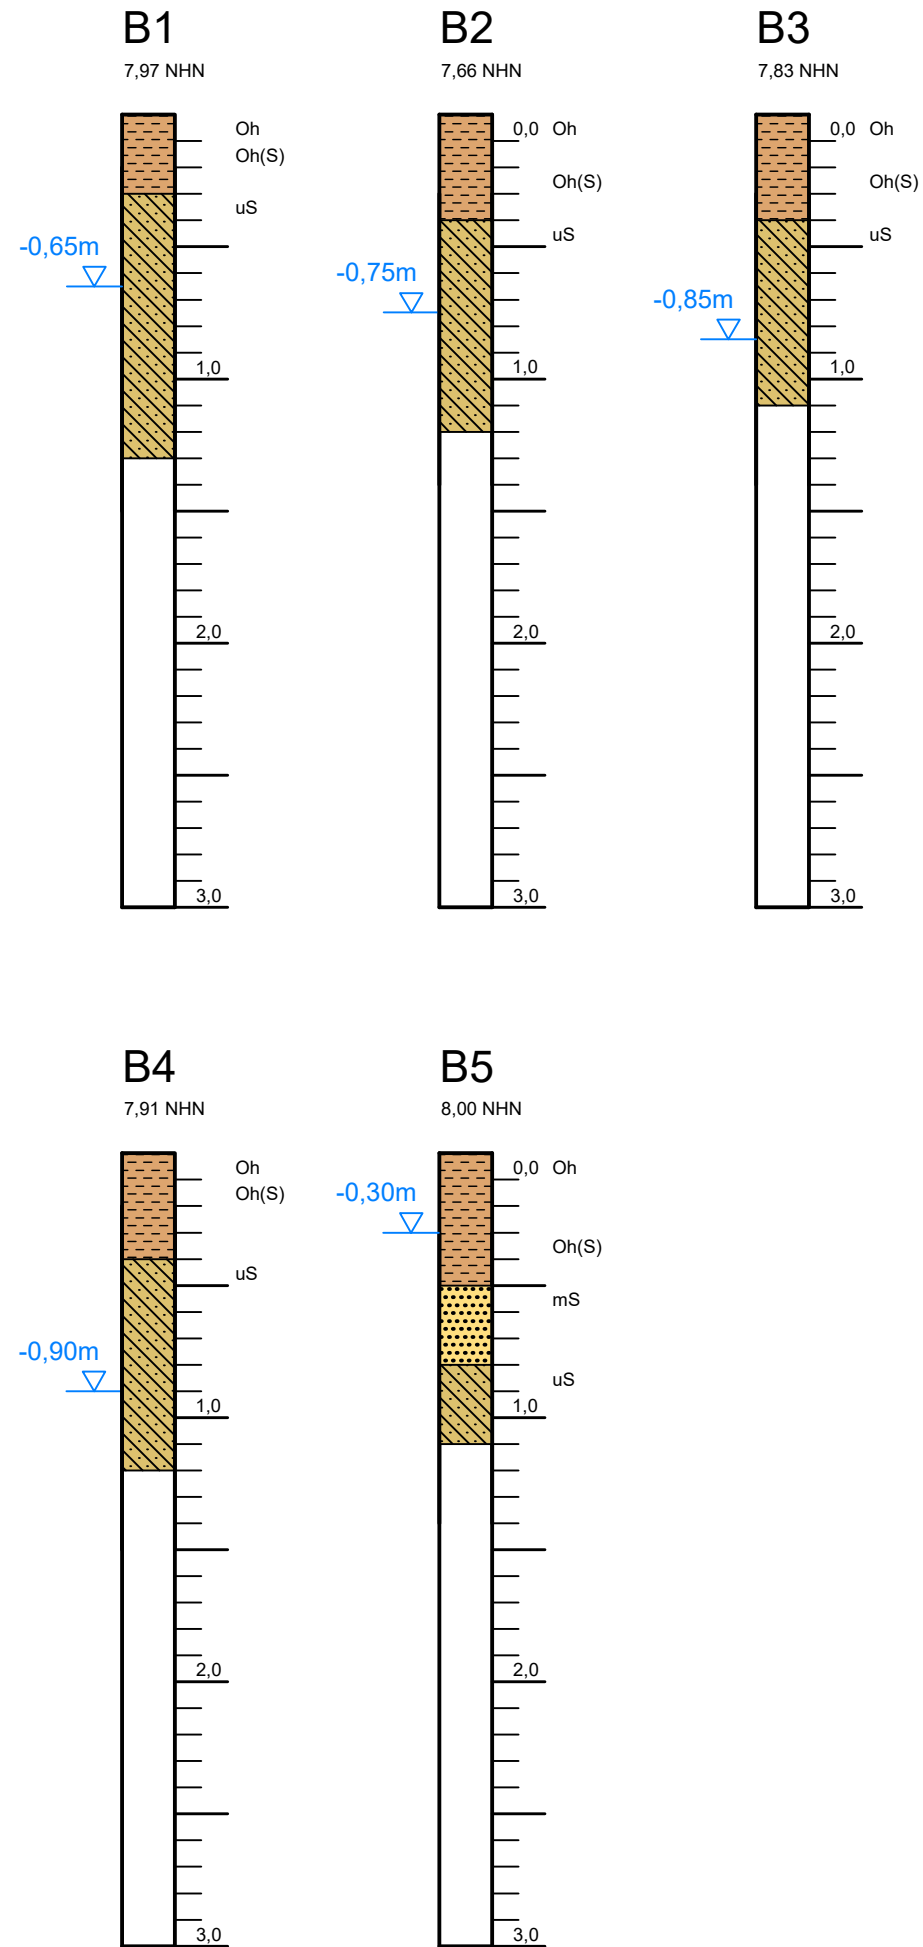 B1
7,97 NHN
Oh
Oh(S)
uS
-0,65m
1,0
2,0
3,0
B2
7,66 NHN
0,0 Oh
Oh(S)
uS
-0,75m
1,0
2,0
3,0
B3
7,83 NHN
0,0 Oh
Oh(S)
uS
-0,85m
1,0
2,0
3,0
B4
7,91 NHN
Oh
Oh(S)
uS
-0,90m
1,0
2,0
3,0
B5
8,00 NHN
0,0 Oh
-0,30m
Oh(S)
mS
uS
1,0
2,0
3,0